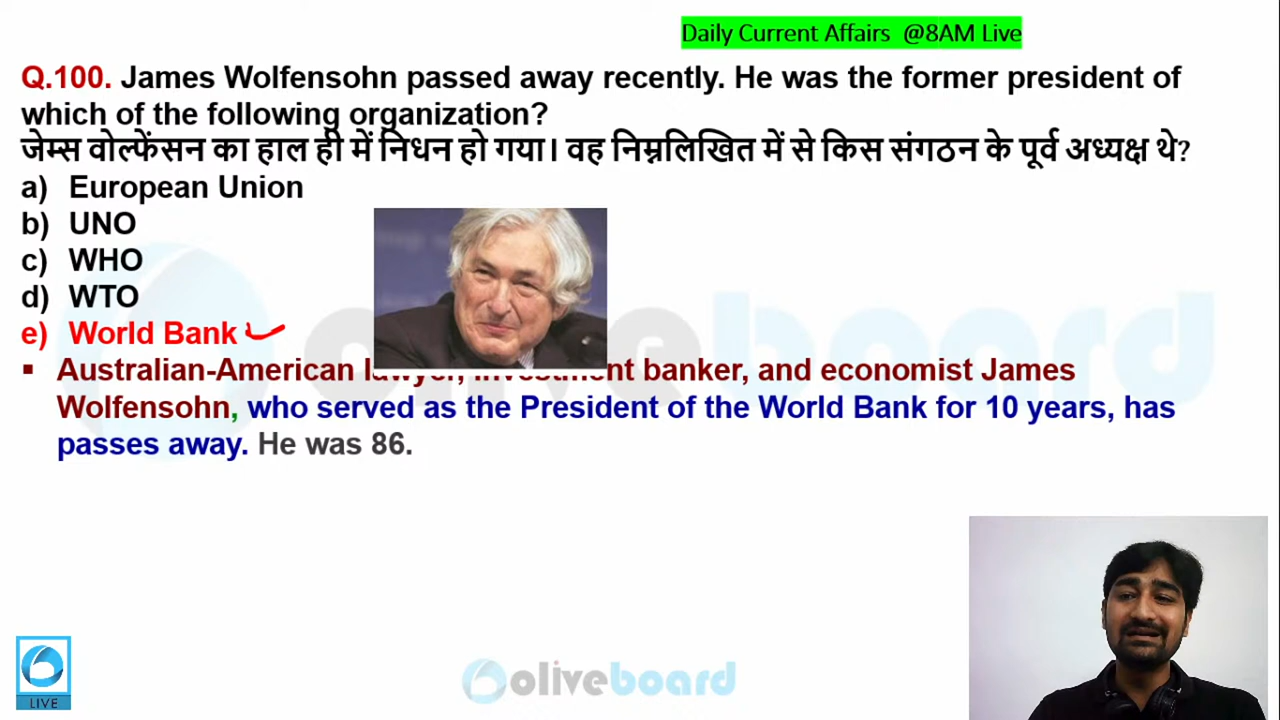 Daily Current Affairs @8AM Live
Q.100. James Wolfensohn passed away recently. He was the former president of
which of the following organization?
जेम्स वोल्फेंसन का हाल ही में निधन हो गया। वह निम्नलिखित में से किस संगठन के पूर्व अध्यक्ष थे?
a) European Union
b) UNO
c) WHO
d) WTO
e) World Bank
▪ Australian-American lawyer, investment banker, and economist James
Wolfensohn, who served as the President of the World Bank for 10 years, has
passes away. He was 86.
oliveboard
LIVE
oliveboard